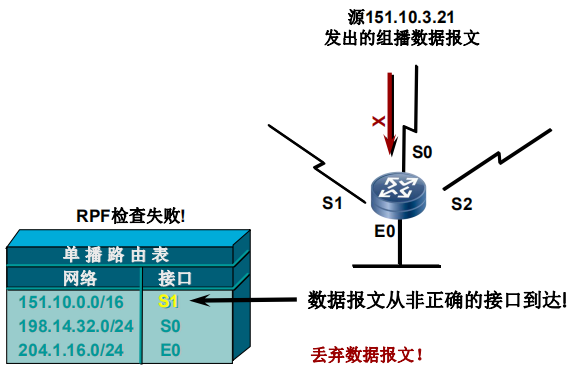 源151.10.3.21
发出的组播数据报文
X
S0
S1
S2
E0
RPF检查失败!
单播路由表
网络 接口
151.10.0.0/16 S1
198.14.32.0/24 S0
204.1.16.0/24 E0
数据报文从非正确的接口到达!
丢弃数据报文!